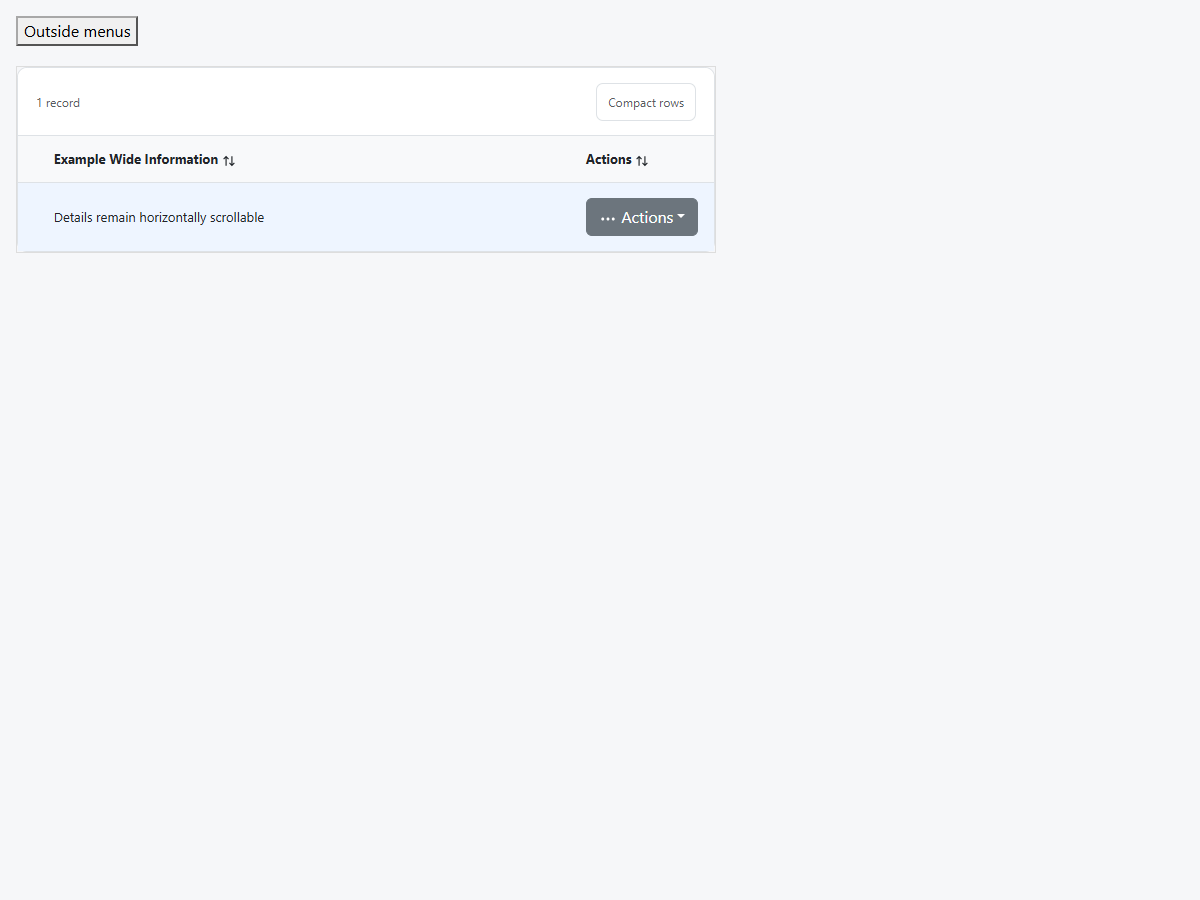 Outside menus
1 record
Compact rows
Example Wide Information
Actions
Details remain horizontally scrollable
... Actions